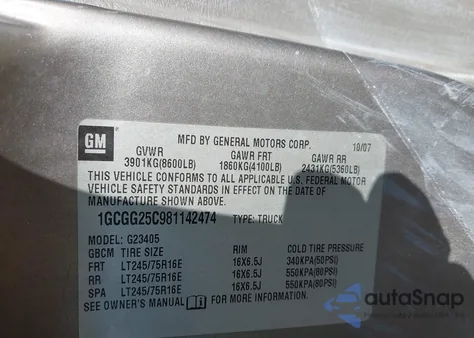 GM
MFD BY GENERAL MOTORS CORP. 10/07
GVWR GAWR FRT GAWR RR
3901KG(8600LB) 1860KG(4100LB) 2431KG(5360LB)
THIS VEHICLE CONFORMS TO ALL APPLICABLE U.S. FEDERAL MOTOR
VEHICLE SAFETY STANDARDS IN EFFECT ON THE DATE OF
MANUFACTURE SHOWN ABOVE.
1GCGG25C981142474 TYPE: TRUCK
MODEL: G23405
GBCM TIRE SIZE RIM COLD TIRE PRESSURE
FRT LT245/75R16E 16X6.5J 340KPA(50PSI)
RR LT245/75R16E 16X6.5J 550KPA(80PSI)
SPA LT245/75R16E 16X6.5J 550KPA(80PSI)
SEE OWNER'S MANUAL FOR MORE INFORMATION.
autoSnap